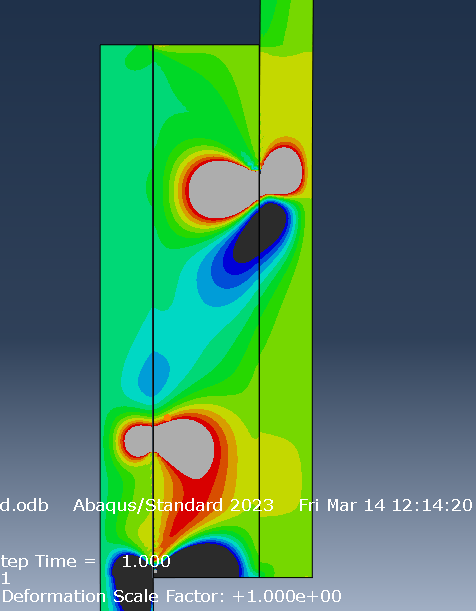 d.odb    Abaqus/Standard 2023    Fri Mar 14 12:14:20
tep Time =    1.000
1
Deformation Scale Factor: +1.000e+00